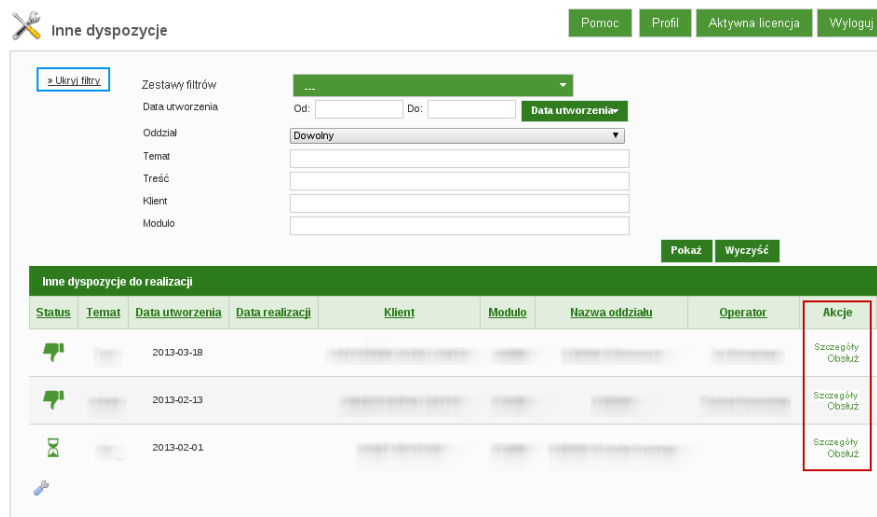 Inne dyspozycje
Pomoc Profil Aktywna licencja Wyloguj
» Ukryj filtry
Zestawy filtrów ---
Data utworzenia Od: Do: Data utworzenia
Oddział Dowolny
Temat
Treść
Klient
Modulo
Pokaż Wyczyść
Inne dyspozycje do realizacji
Status Temat Data utworzenia Data realizacji Klient Modulo Nazwa oddziału Operator Akcje
2013-03-18 Szczegóły
Obsłuż
2013-02-13 Szczegóły
Obsłuż
2013-02-01 Szczegóły
Obsłuż